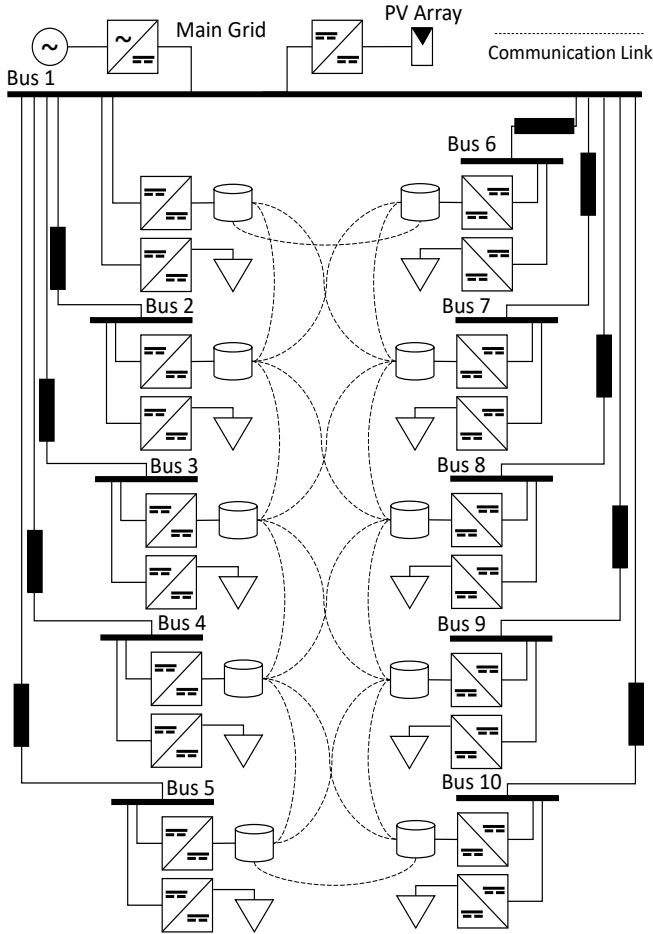 PV Array
Main Grid
~
~
Communication Link
Bus 1
Bus 6
Bus 2
Bus 7
Bus 3
Bus 8
Bus 4
Bus 9
Bus 5
Bus 10